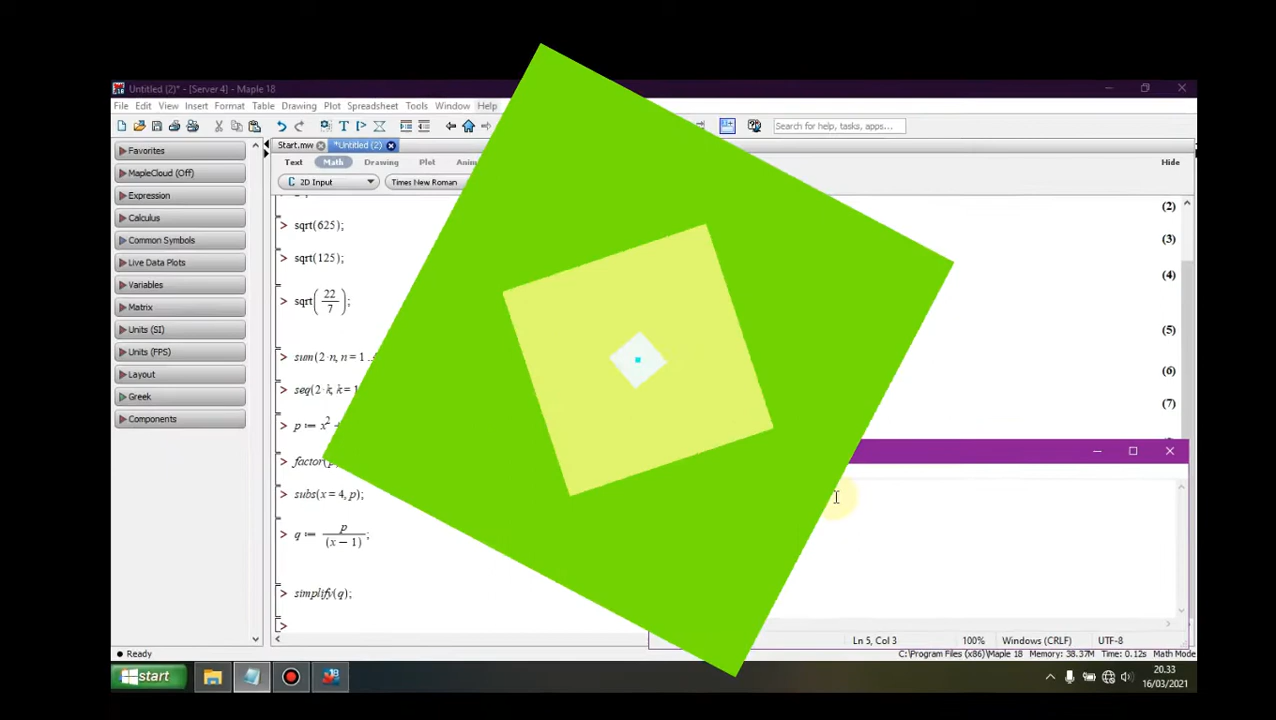 Untitled (2)* - [Server 4] - Maple 18
File Edit View Insert Format Table Drawing Plot Spreadsheet Tools Window Help
Search for help, tasks, apps...
Start.mw *Untitled (2)
Text Math Drawing Plot Hide
C 2D Input Times New Roman
Favorites
MapleCloud (Off)
Expression
Calculus
Common Symbols
Live Data Plots
Variables
Matrix
Units (SI)
Units (FPS)
Layout
Greek
Components
(2)
> sqrt(625);
(3)
> sqrt(125);
(4)
> sqrt(22/7);
(5)
> sum(2·n, n = 1 ..
(6)
> seq(2·k, k = 1
(7)
> p := x²
> factor(p
> subs(x = 4, p);
> q := p/(x − 1);
> simplify(q);
>
Ln 5, Col 3 100% Windows (CRLF) UTF-8
Ready C:\Program Files (x86)\Maple 18 Memory: 38.37M Time: 0.12s Math Mode
start
20.33
16/03/2021